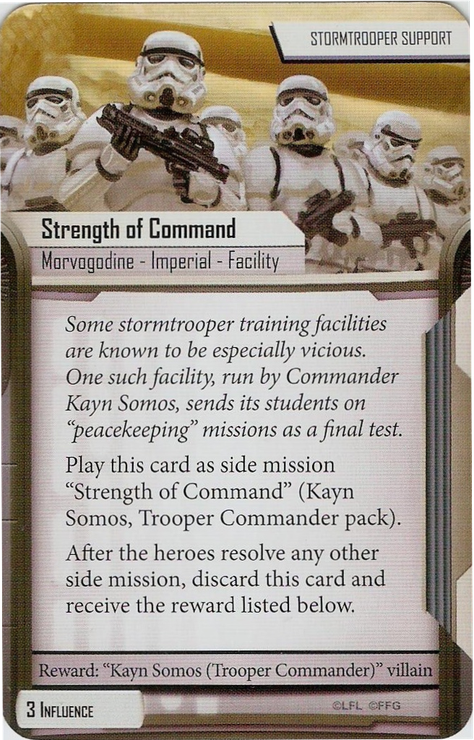 STORMTROOPER SUPPORT
Strength of Command
Morvogodine - Imperial - Facility
Some stormtrooper training facilities
are known to be especially vicious.
One such facility, run by Commander
Kayn Somos, sends its students on
“peacekeeping” missions as a final test.
Play this card as side mission
“Strength of Command” (Kayn
Somos, Trooper Commander pack).
After the heroes resolve any other
side mission, discard this card and
receive the reward listed below.
Reward: “Kayn Somos (Trooper Commander)” villain
3 INFLUENCE
©LFL ©FFG